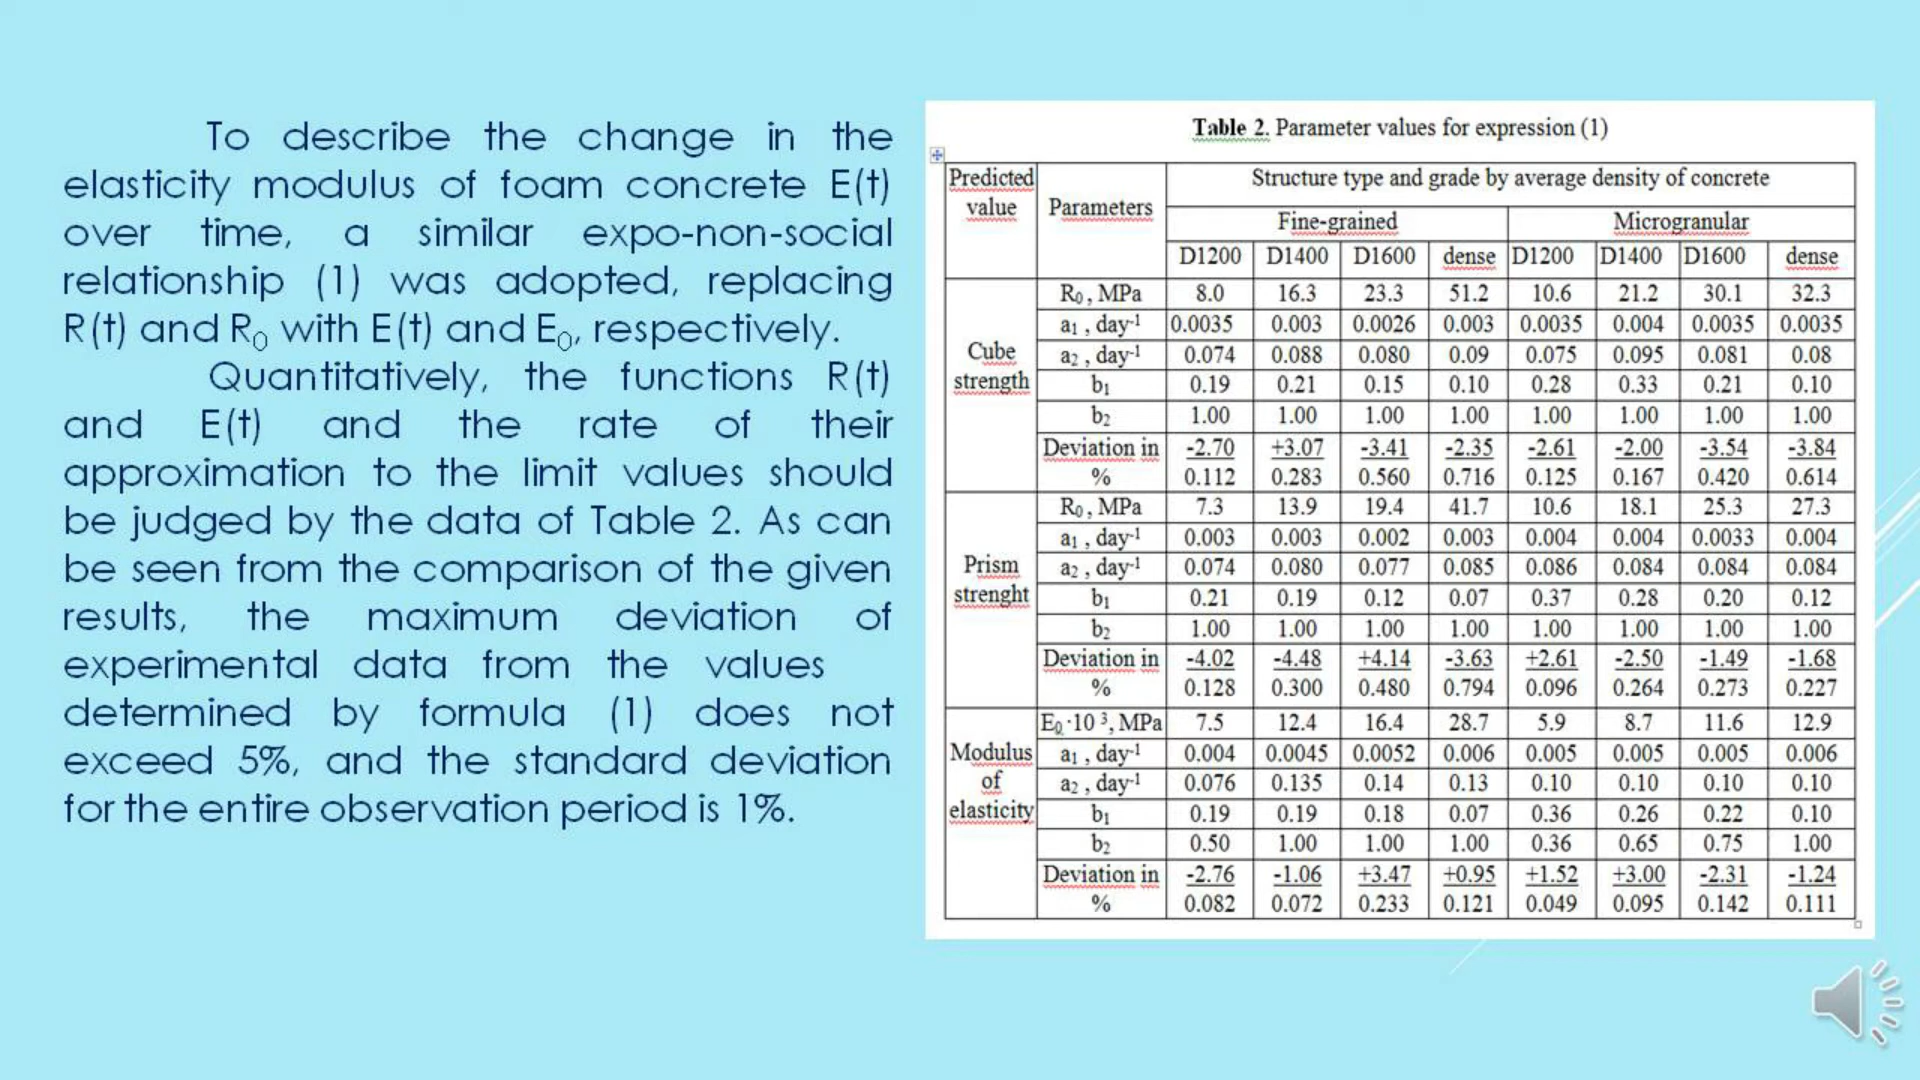 To describe the change in the
elasticity modulus of foam concrete E(t)
over time, a similar expo-non-social
relationship (1) was adopted, replacing
R(t) and R₀ with E(t) and E₀, respectively.
Quantitatively, the functions R(t)
and E(t) and the rate of their
approximation to the limit values should
be judged by the data of Table 2. As can
be seen from the comparison of the given
results, the maximum deviation of
experimental data from the values
determined by formula (1) does not
exceed 5%, and the standard deviation
for the entire observation period is 1%.
Table 2. Parameter values for expression (1)
Predicted value Parameters Structure type and grade by average density of concrete
Fine-grained Microgranular
D1200 D1400 D1600 dense D1200 D1400 D1600 dense
Cube strength
R₀ , MPa 8.0 16.3 23.3 51.2 10.6 21.2 30.1 32.3
a₁ , day⁻¹ 0.0035 0.003 0.0026 0.003 0.0035 0.004 0.0035 0.0035
a₂ , day⁻¹ 0.074 0.088 0.080 0.09 0.075 0.095 0.081 0.08
b₁ 0.19 0.21 0.15 0.10 0.28 0.33 0.21 0.10
b₂ 1.00 1.00 1.00 1.00 1.00 1.00 1.00 1.00
Deviation in -2.70 +3.07 -3.41 -2.35 -2.61 -2.00 -3.54 -3.84
% 0.112 0.283 0.560 0.716 0.125 0.167 0.420 0.614
Prism strenght
R₀ , MPa 7.3 13.9 19.4 41.7 10.6 18.1 25.3 27.3
a₁ , day⁻¹ 0.003 0.003 0.002 0.003 0.004 0.004 0.0033 0.004
a₂ , day⁻¹ 0.074 0.080 0.077 0.085 0.086 0.084 0.084 0.084
b₁ 0.21 0.19 0.12 0.07 0.37 0.28 0.20 0.12
b₂ 1.00 1.00 1.00 1.00 1.00 1.00 1.00 1.00
Deviation in -4.02 -4.48 +4.14 -3.63 +2.61 -2.50 -1.49 -1.68
% 0.128 0.300 0.480 0.794 0.096 0.264 0.273 0.227
Modulus of elasticity
E₀ ·10 ³, MPa 7.5 12.4 16.4 28.7 5.9 8.7 11.6 12.9
a₁ , day⁻¹ 0.004 0.0045 0.0052 0.006 0.005 0.005 0.005 0.006
a₂ , day⁻¹ 0.076 0.135 0.14 0.13 0.10 0.10 0.10 0.10
b₁ 0.19 0.19 0.18 0.07 0.36 0.26 0.22 0.10
b₂ 0.50 1.00 1.00 1.00 0.36 0.65 0.75 1.00
Deviation in -2.76 -1.06 +3.47 +0.95 +1.52 +3.00 -2.31 -1.24
% 0.082 0.072 0.233 0.121 0.049 0.095 0.142 0.111